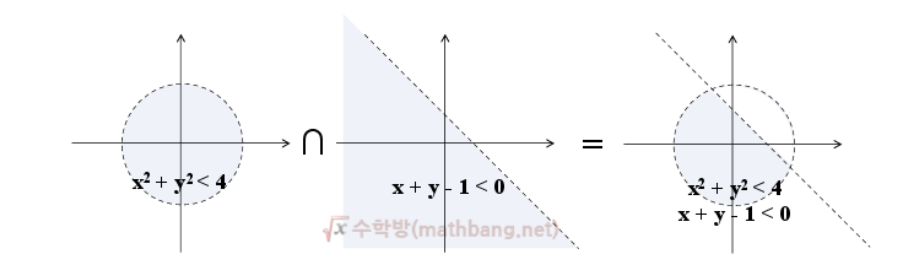 ∩
=
x² + y² < 4
x + y - 1 < 0
x² + y² < 4
x + y - 1 < 0
√x 수학방(mathbang.net)